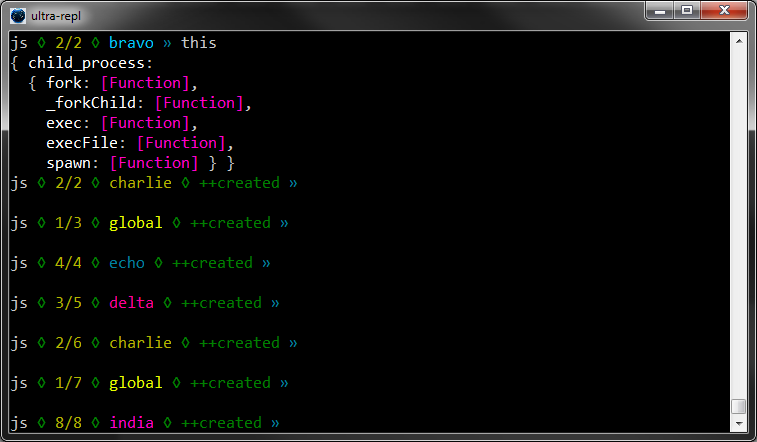 ultra-repl
js ◊ 2/2 ◊ bravo » this
{ child_process:
  { fork: [Function],
    _forkChild: [Function],
    exec: [Function],
    execFile: [Function],
    spawn: [Function] } }
js ◊ 2/2 ◊ charlie ◊ ++created »
js ◊ 1/3 ◊ global ◊ ++created »
js ◊ 4/4 ◊ echo ◊ ++created »
js ◊ 3/5 ◊ delta ◊ ++created »
js ◊ 2/6 ◊ charlie ◊ ++created »
js ◊ 1/7 ◊ global ◊ ++created »
js ◊ 8/8 ◊ india ◊ ++created »